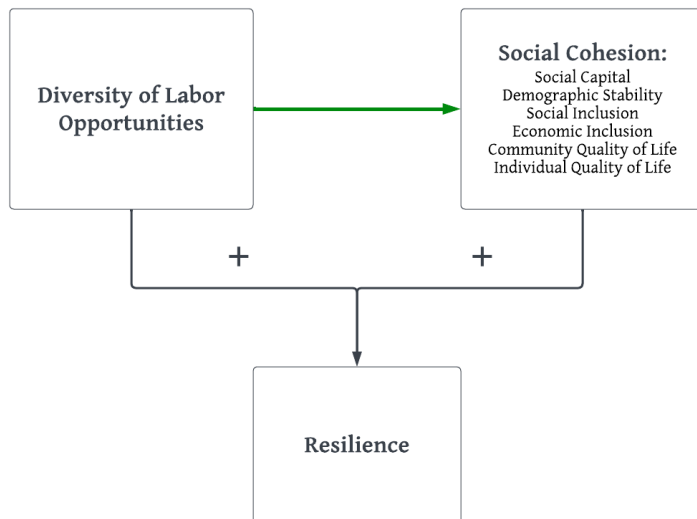 Diversity of Labor
Opportunities
Social Cohesion:
Social Capital
Demographic Stability
Social Inclusion
Economic Inclusion
Community Quality of Life
Individual Quality of Life
+
+
Resilience